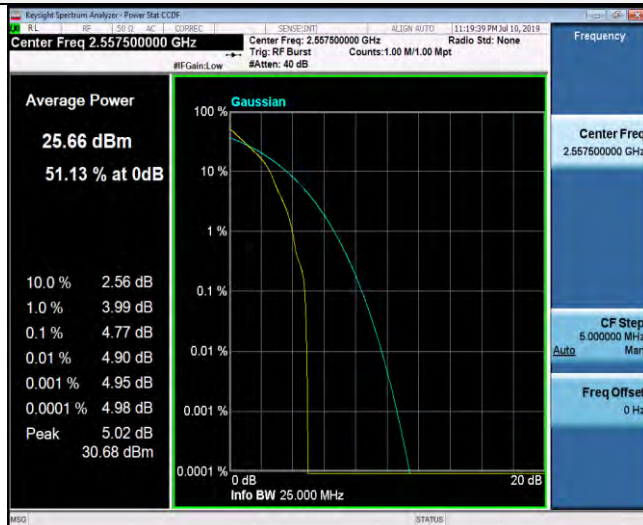 Keysight Spectrum Analyzer - Power Stat CCDF
RL RF 50 Ω AC CORREC SENSE:INT ALIGN AUTO 11:19:39 PM Jul 10, 2019
Center Freq 2.557500000 GHz
Center Freq: 2.557500000 GHz Radio Std: None
Trig: RF Burst Counts:1.00 M/1.00 Mpt
#IFGain:Low #Atten: 40 dB
Frequency
Average Power
25.66 dBm
51.13 % at 0dB
10.0 % 2.56 dB
1.0 % 3.99 dB
0.1 % 4.77 dB
0.01 % 4.90 dB
0.001 % 4.95 dB
0.0001 % 4.98 dB
Peak 5.02 dB
30.68 dBm
Gaussian
100 %
10 %
1 %
0.1 %
0.01 %
0.001 %
0.0001 %
0 dB 20 dB
Info BW 25.000 MHz
Center Freq
2.557500000 GHz
CF Step
5.000000 MHz
Auto Man
Freq Offset
0 Hz
MSG STATUS